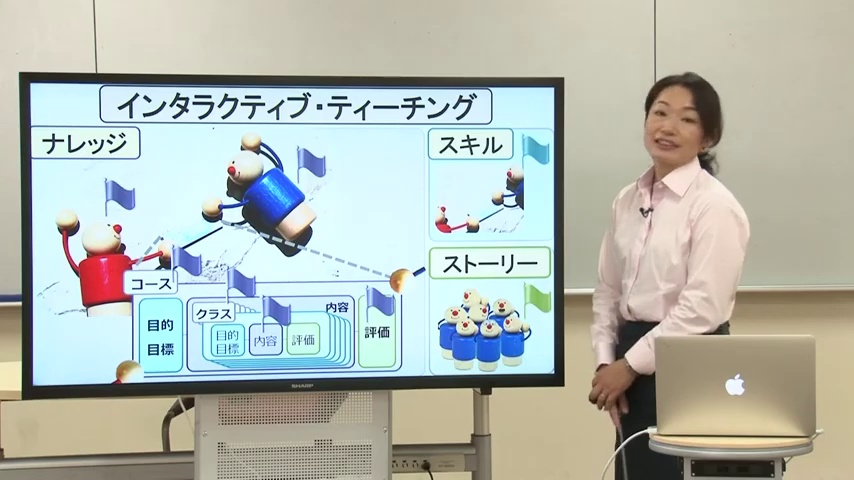 インタラクティブ・ティーチング
ナレッジ
スキル
ストーリー
コース
目的
目標
クラス
内容
目的
目標
内容
評価
評価
SHARP